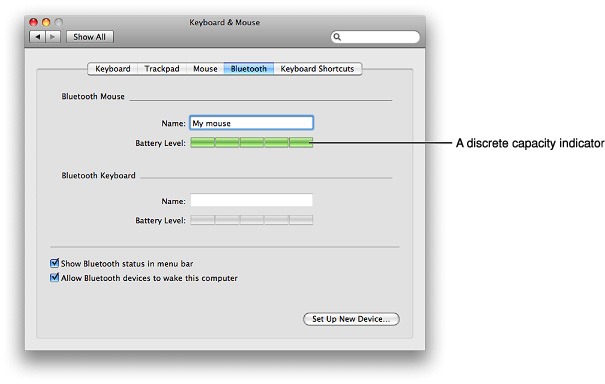 Keyboard & Mouse
Show All
Keyboard Trackpad Mouse Bluetooth Keyboard Shortcuts
Bluetooth Mouse
Name: My mouse
Battery Level:
A discrete capacity indicator
Bluetooth Keyboard
Name:
Battery Level:
Show Bluetooth status in menu bar
Allow Bluetooth devices to wake this computer
Set Up New Device...